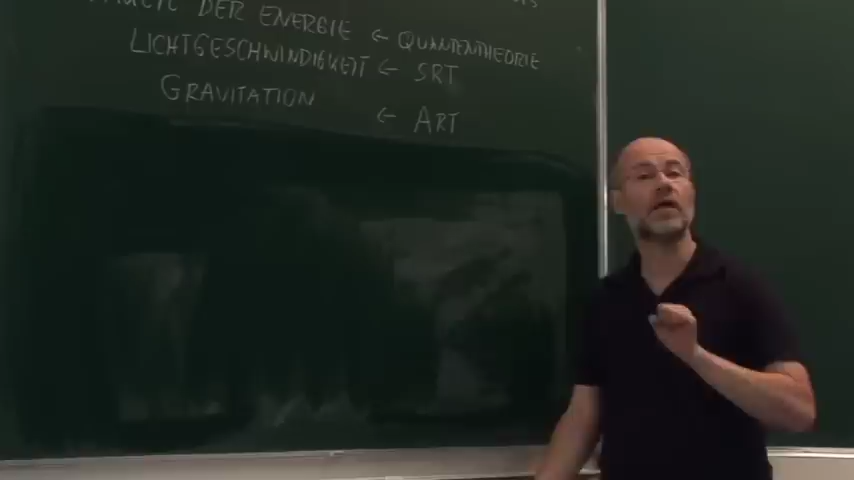 DER ENERGIE ← QUANTENTHEORIE
LICHTGESCHWINDIGKEIT ← SRT
GRAVITATION ← ART